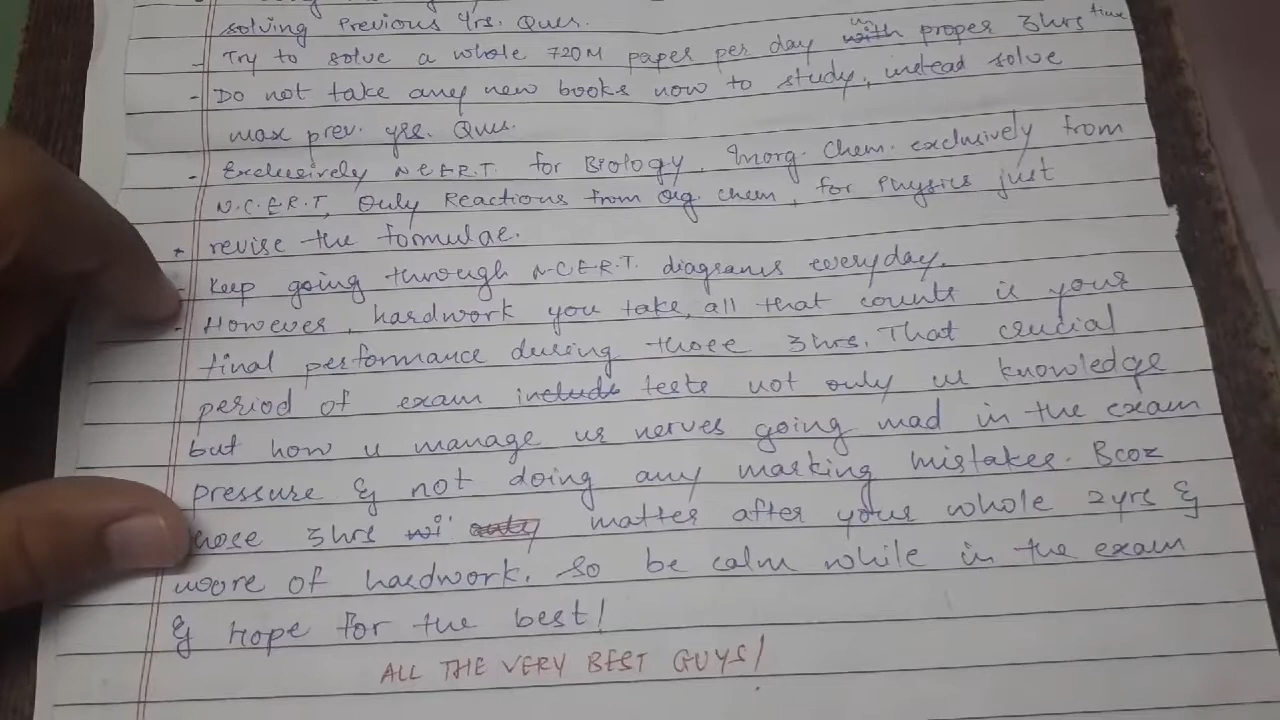 solving Previous Yrs. Ques.
- Try to solve a whole 720M paper per day with in proper 3hrs time
- Do not take any new books now to study, instead solve
max prev. yrs. Ques.
- Exclusively N.C.E.R.T. for Biology, Inorg. Chem. exclusively from
N.C.E.R.T, Only Reactions from Org. chem, for Physics just
revise the formulae.
- Keep going through N.C.E.R.T. diagrams everyday.
- However, hardwork you take, all that counts is your
final performance during those 3hrs. That crucial
period of exam include tests not only ur knowledge
but how u manage ur nerves going mad in the exam
pressure & not doing any marking mistakes. Bcoz
hose 3hrs matter after your whole 2yrs &
more of hardwork. So be calm while in the exam
& hope for the best!
ALL THE VERY BEST GUYS!